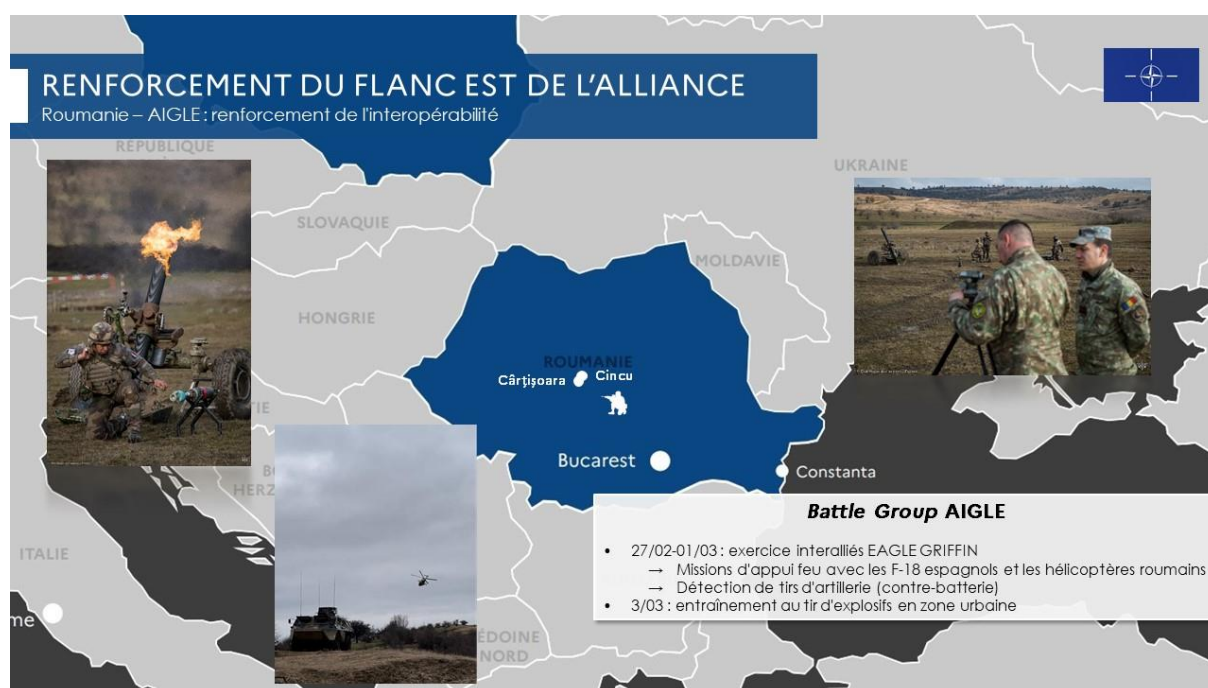 RENFORCEMENT DU FLANC EST DE L'ALLIANCE
Roumanie – AIGLE : renforcement de l'interopérabilité
RÉPUBLIQUE
UKRAINE
SLOVAQUIE
MOLDAVIE
HONGRIE
ROUMANIE
Cârţişoara
Cincu
Bucarest
Constanta
TIE
HERZ
ITALIE
me
ÉDOINE
NORD
Battle Group AIGLE
• 27/02-01/03 : exercice interalliés EAGLE GRIFFIN
→ Missions d'appui feu avec les F-18 espagnols et les hélicoptères roumains
→ Détection de tirs d'artillerie (contre-batterie)
• 3/03 : entraînement au tir d'explosifs en zone urbaine